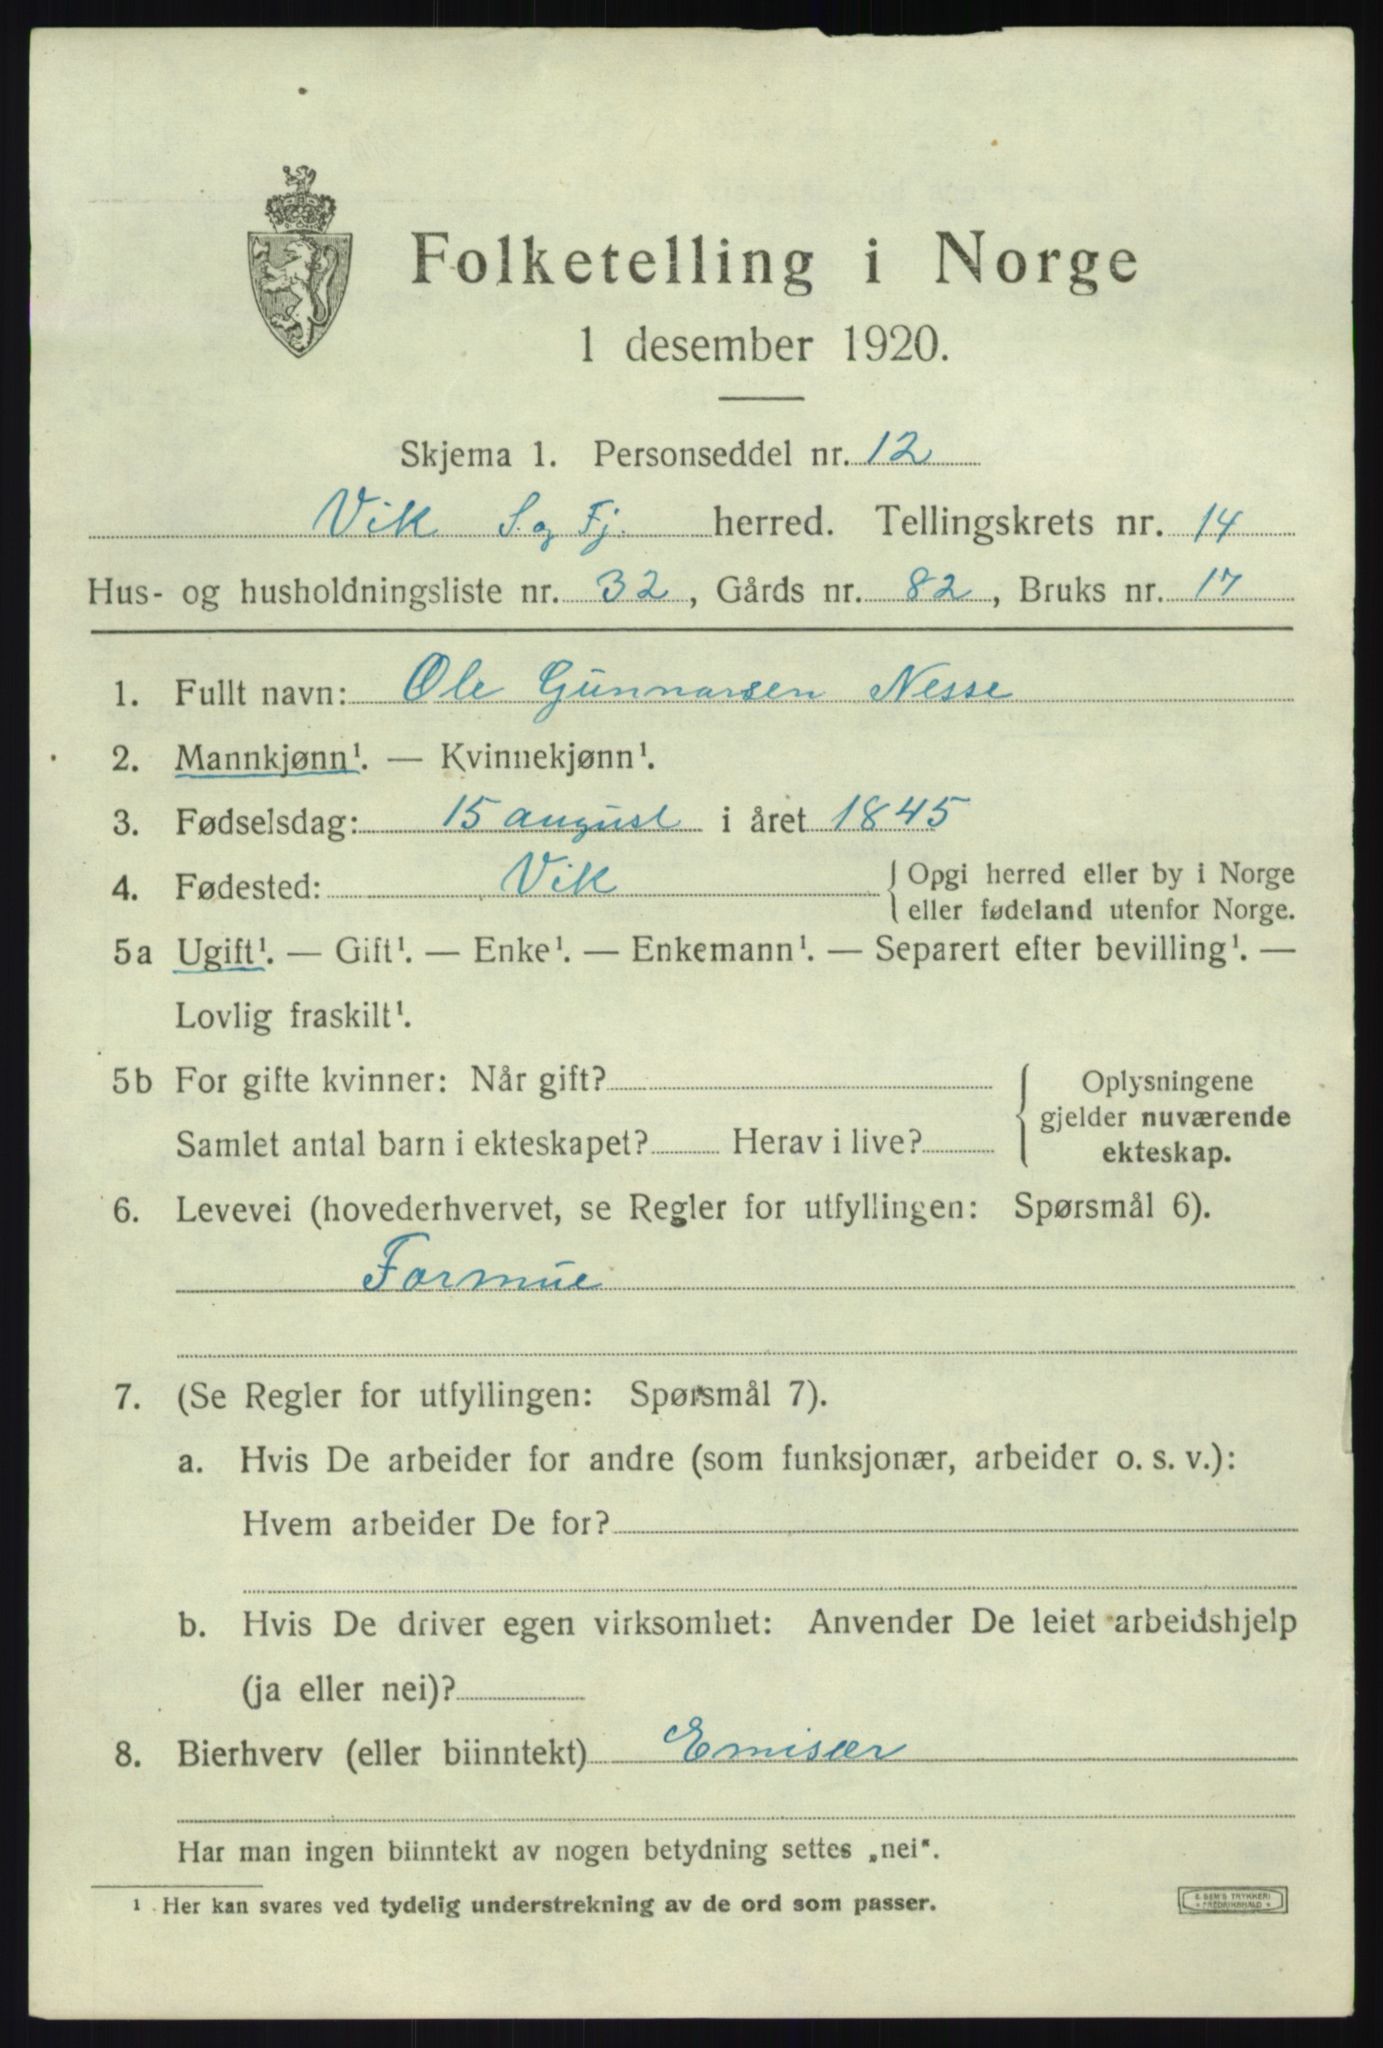 Folketelling i Norge
1 desember 1920.
Skjema 1. Personseddel nr. 12
Vik S. og Fj. herred. Tellingskrets nr. 14
Hus- og husholdningsliste nr. 32, Gårds nr. 82, Bruks nr. 17
1. Fullt navn: Ole Gunnarsen Nesse
2. Mannkjønn¹. — Kvinnekjønn¹.
3. Fødselsdag: 15 august i året 1845
4. Fødested: Vik { Opgi herred eller by i Norge
eller fødeland utenfor Norge.
5a Ugift¹. — Gift¹. — Enke¹. — Enkemann¹. — Separert efter bevilling¹. —
Lovlig fraskilt¹.
5b For gifte kvinner: Når gift? { Oplysningene
gjelder nuværende
Samlet antal barn i ekteskapet? Herav i live?
ekteskap.
6. Levevei (hovederhvervet, se Regler for utfyllingen: Spørsmål 6).
Formue
7. (Se Regler for utfyllingen: Spørsmål 7).
a. Hvis De arbeider for andre (som funksjonær, arbeider o. s. v.):
Hvem arbeider De for?
b. Hvis De driver egen virksomhet: Anvender De leiet arbeidshjelp
(ja eller nei)?
8. Bierhverv (eller biinntekt) Emisær
Har man ingen biinntekt av nogen betydning settes „nei".
¹ Her kan svares ved tydelig understrekning av de ord som passer.
E. SEM'S TRYKKERI
FREDRIKSHALD